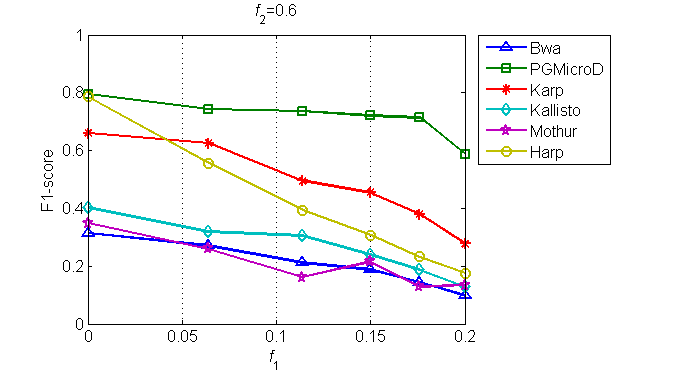 f2=0.6
F1-score
1
0.8
0.6
0.4
0.2
0
0 0.05 0.1 0.15 0.2
f1
Bwa
PGMicroD
Karp
Kallisto
Mothur
Harp